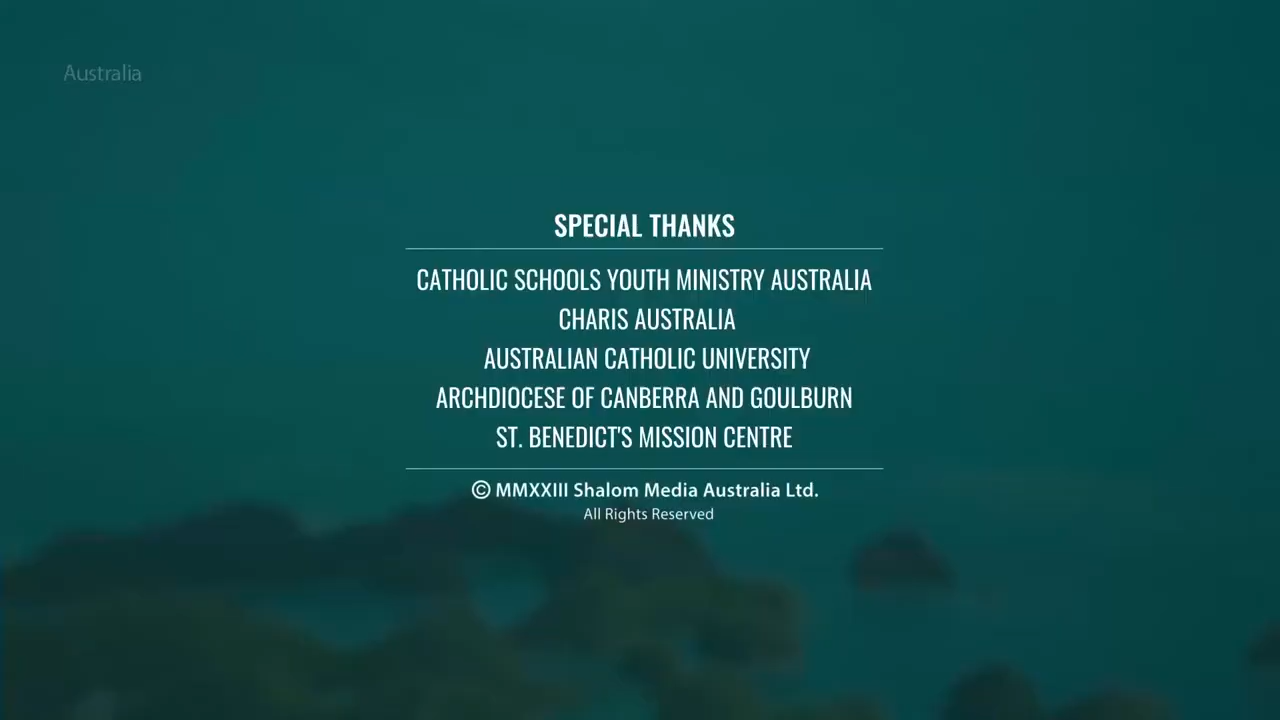 Australia
SPECIAL THANKS
CATHOLIC SCHOOLS YOUTH MINISTRY AUSTRALIA
CHARIS AUSTRALIA
AUSTRALIAN CATHOLIC UNIVERSITY
ARCHDIOCESE OF CANBERRA AND GOULBURN
ST. BENEDICT'S MISSION CENTRE
© MMXXIII Shalom Media Australia Ltd.
All Rights Reserved